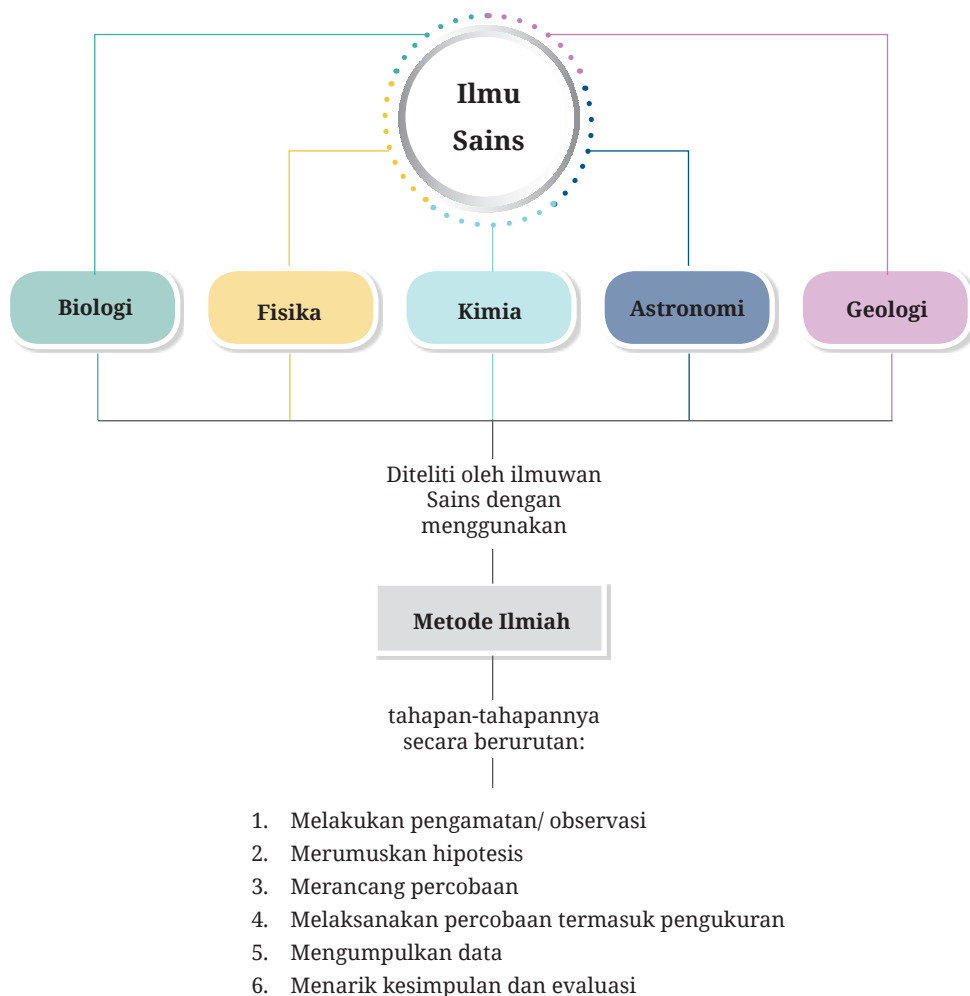 Ilmu
Sains
Biologi
Fisika
Kimia
Astronomi
Geologi
Diteliti oleh ilmuwan
Sains dengan
menggunakan
Metode Ilmiah
tahapan-tahapannya
secara berurutan:
1. Melakukan pengamatan/ observasi
2. Merumuskan hipotesis
3. Merancang percobaan
4. Melaksanakan percobaan termasuk pengukuran
5. Mengumpulkan data
6. Menarik kesimpulan dan evaluasi